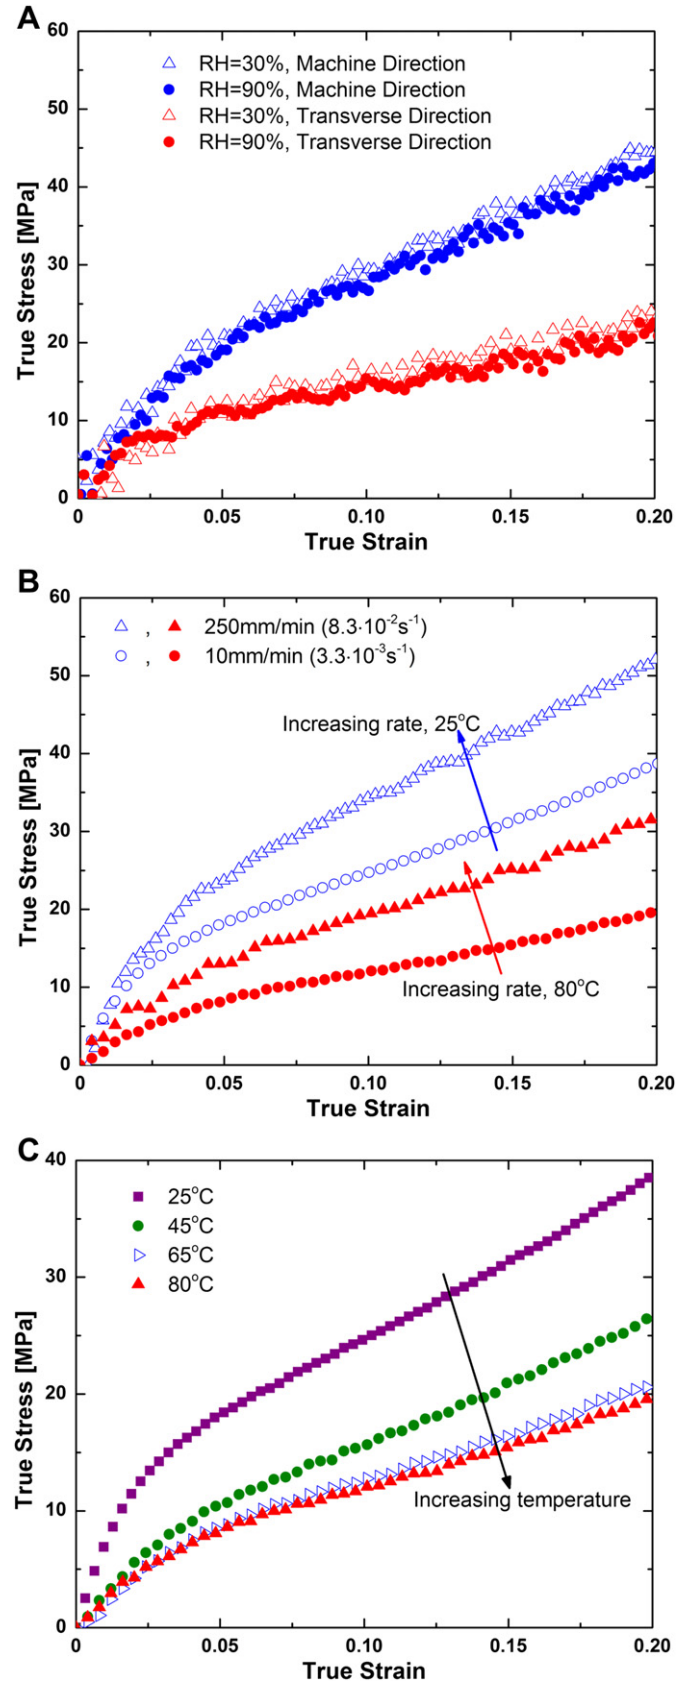 A
60
50
40
30
20
10
0
True Stress [MPa]
RH=30%, Machine Direction
RH=90%, Machine Direction
RH=30%, Transverse Direction
RH=90%, Transverse Direction
0 0.05 0.10 0.15 0.20
True Strain
B
60
50
40
30
20
10
0
True Stress [MPa]
, 250mm/min (8.3·10⁻²s⁻¹)
, 10mm/min (3.3·10⁻³s⁻¹)
Increasing rate, 25°C
Increasing rate, 80°C
0 0.05 0.10 0.15 0.20
True Strain
C
40
30
20
10
0
True Stress [MPa]
25°C
45°C
65°C
80°C
Increasing temperature
0 0.05 0.10 0.15 0.20
True Strain